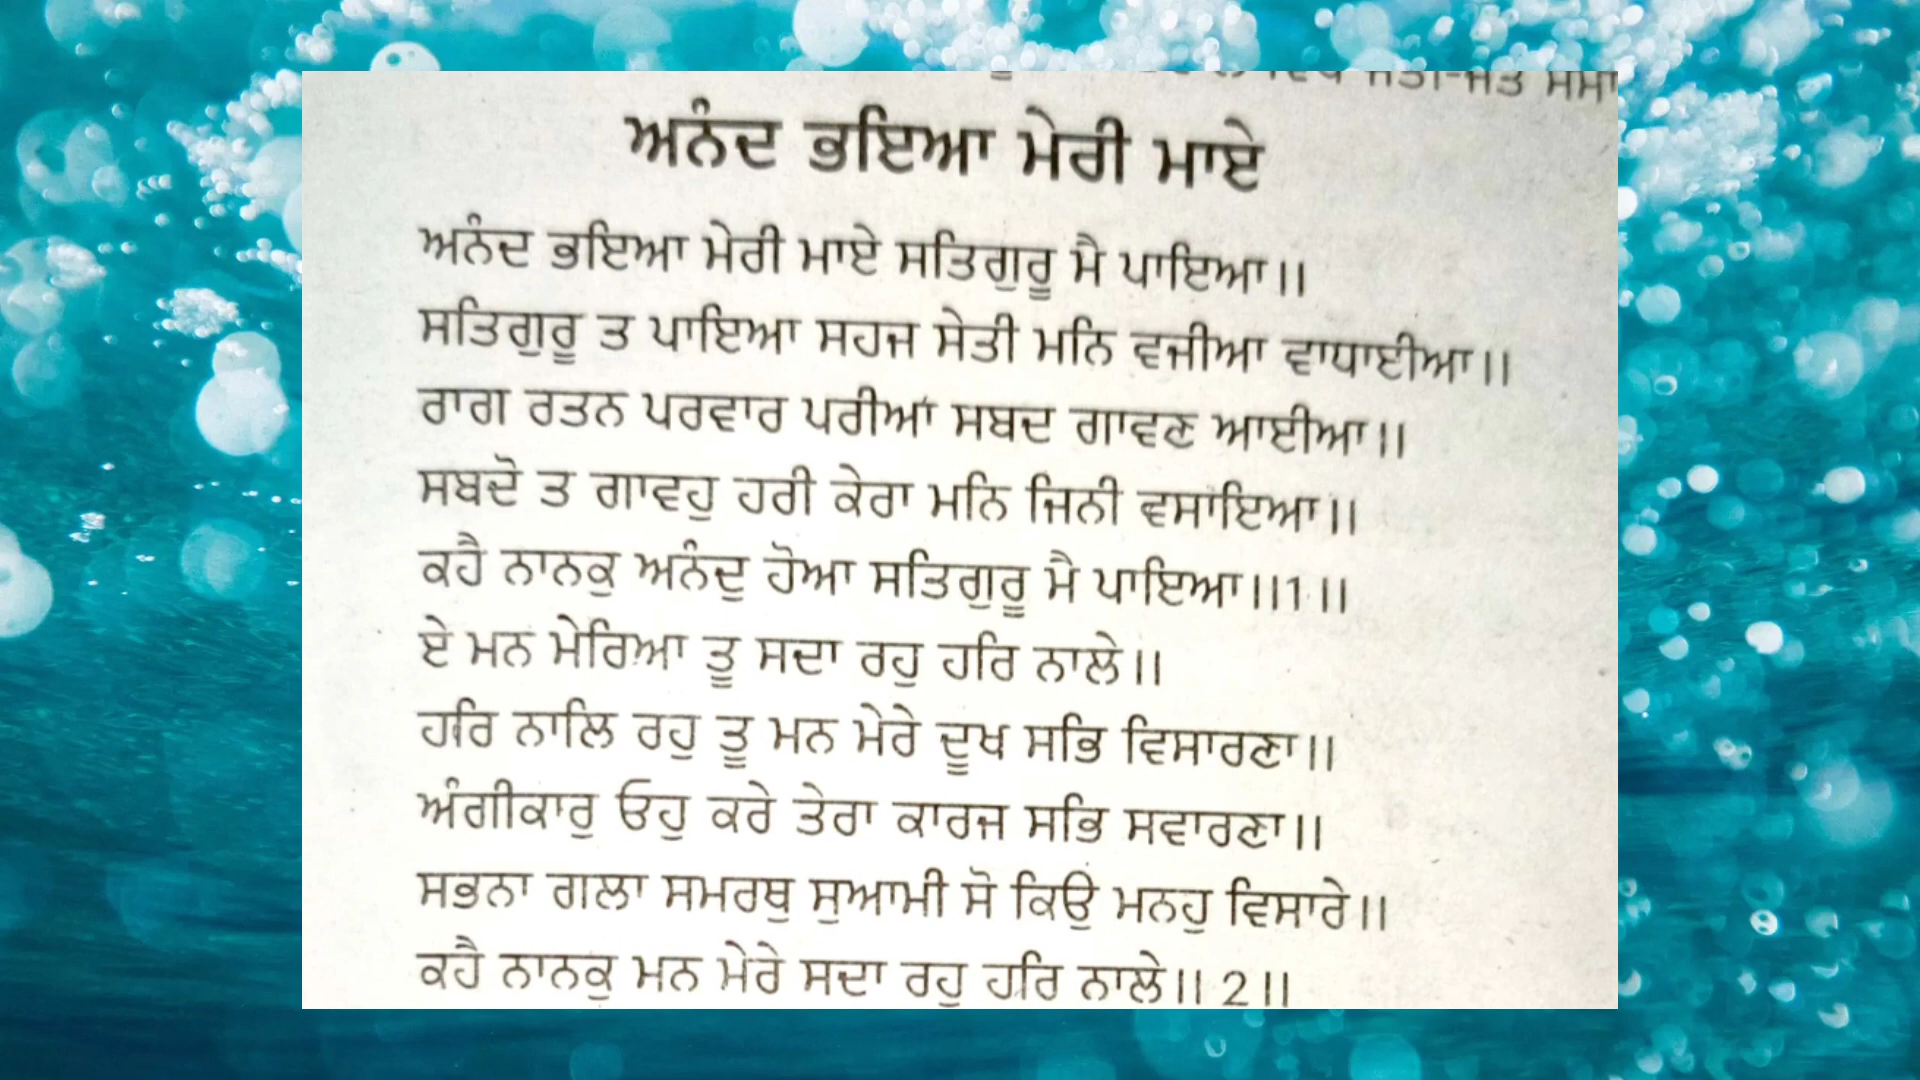 ਅਨੰਦ ਭਇਆ ਮੇਰੀ ਮਾਏ
ਅਨੰਦ ਭਇਆ ਮੇਰੀ ਮਾਏ ਸਤਿਗੁਰੂ ਮੈ ਪਾਇਆ।।
ਸਤਿਗੁਰੂ ਤ ਪਾਇਆ ਸਹਜ ਸੇਤੀ ਮਨਿ ਵਜੀਆ ਵਾਧਾਈਆ।।
ਰਾਗ ਰਤਨ ਪਰਵਾਰ ਪਰੀਆਂ ਸਬਦ ਗਾਵਣ ਆਈਆ।।
ਸਬਦੋ ਤ ਗਾਵਹੁ ਹਰੀ ਕੇਰਾ ਮਨਿ ਜਿਨੀ ਵਸਾਇਆ।।
ਕਹੈ ਨਾਨਕੁ ਅਨੰਦੁ ਹੋਆ ਸਤਿਗੁਰੂ ਮੈ ਪਾਇਆ।।1।।
ਏ ਮਨ ਮੇਰਿਆ ਤੂ ਸਦਾ ਰਹੁ ਹਰਿ ਨਾਲੇ।।
ਹਰਿ ਨਾਲਿ ਰਹੁ ਤੂ ਮਨ ਮੇਰੇ ਦੂਖ ਸਭਿ ਵਿਸਾਰਣਾ।।
ਅੰਗੀਕਾਰੁ ਓਹੁ ਕਰੇ ਤੇਰਾ ਕਾਰਜ ਸਭਿ ਸਵਾਰਣਾ।।
ਸਭਨਾ ਗਲਾ ਸਮਰਥੁ ਸੁਆਮੀ ਸੋ ਕਿਉਂ ਮਨਹੁ ਵਿਸਾਰੇ।।
ਕਹੈ ਨਾਨਕੁ ਮਨ ਮੇਰੇ ਸਦਾ ਰਹੁ ਹਰਿ ਨਾਲੇ।। 2।।